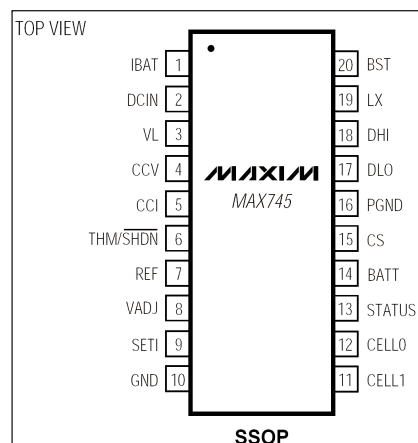 TOP VIEW
IBAT 1
DCIN 2
VL 3
CCV 4
CCI 5
THM/SHDN 6
REF 7
VADJ 8
SETI 9
GND 10
MAXIM
MAX745
20 BST
19 LX
18 DHI
17 DLO
16 PGND
15 CS
14 BATT
13 STATUS
12 CELL0
11 CELL1
SSOP